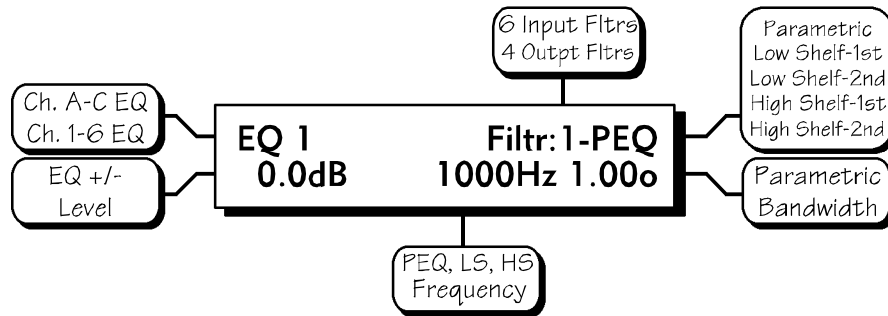 6 Input Fltrs
4 Outpt Fltrs
Parametric
Low Shelf-1st
Low Shelf-2nd
High Shelf-1st
High Shelf-2nd
Ch. A-C EQ
Ch. 1-6 EQ
EQ 1 Filtr:1-PEQ
0.0dB 1000Hz 1.00o
EQ +/-
Level
Parametric
Bandwidth
PEQ, LS, HS
Frequency